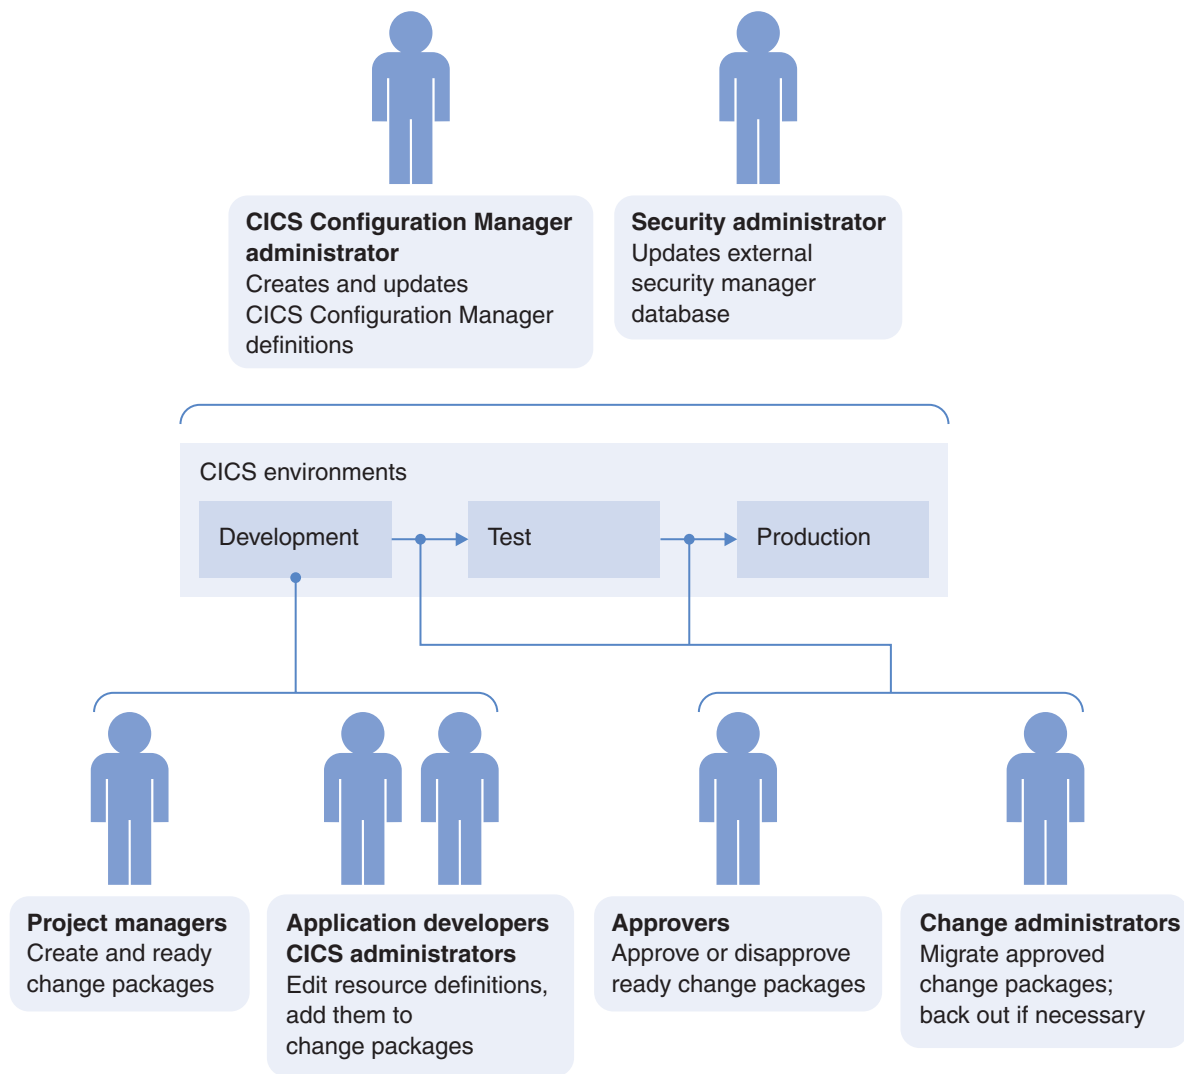 CICS Configuration Manager
administrator
Creates and updates
CICS Configuration Manager
definitions
Security administrator
Updates external
security manager
database
CICS environments
Development
Test
Production
Project managers
Create and ready
change packages
Application developers
CICS administrators
Edit resource definitions,
add them to
change packages
Approvers
Approve or disapprove
ready change packages
Change administrators
Migrate approved
change packages;
back out if necessary